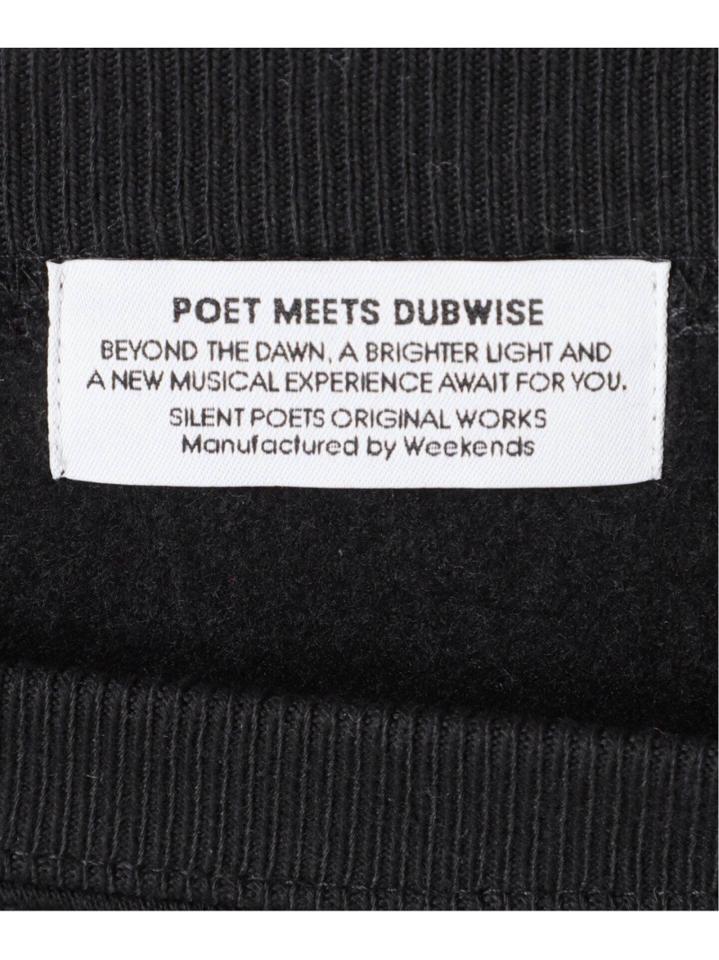 POET MEETS DUBWISE
BEYOND THE DAWN, A BRIGHTER LIGHT AND
A NEW MUSICAL EXPERIENCE AWAIT FOR YOU.
SILENT POETS ORIGINAL WORKS
Manufactured by Weekends